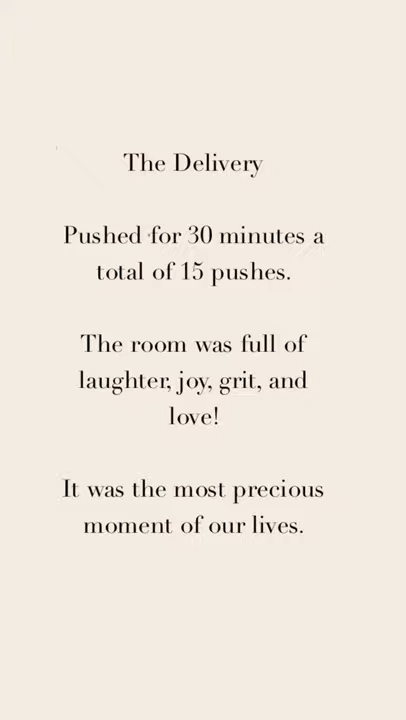 The Delivery
Pushed for 30 minutes a
total of 15 pushes.
The room was full of
laughter, joy, grit, and
love!
It was the most precious
moment of our lives.